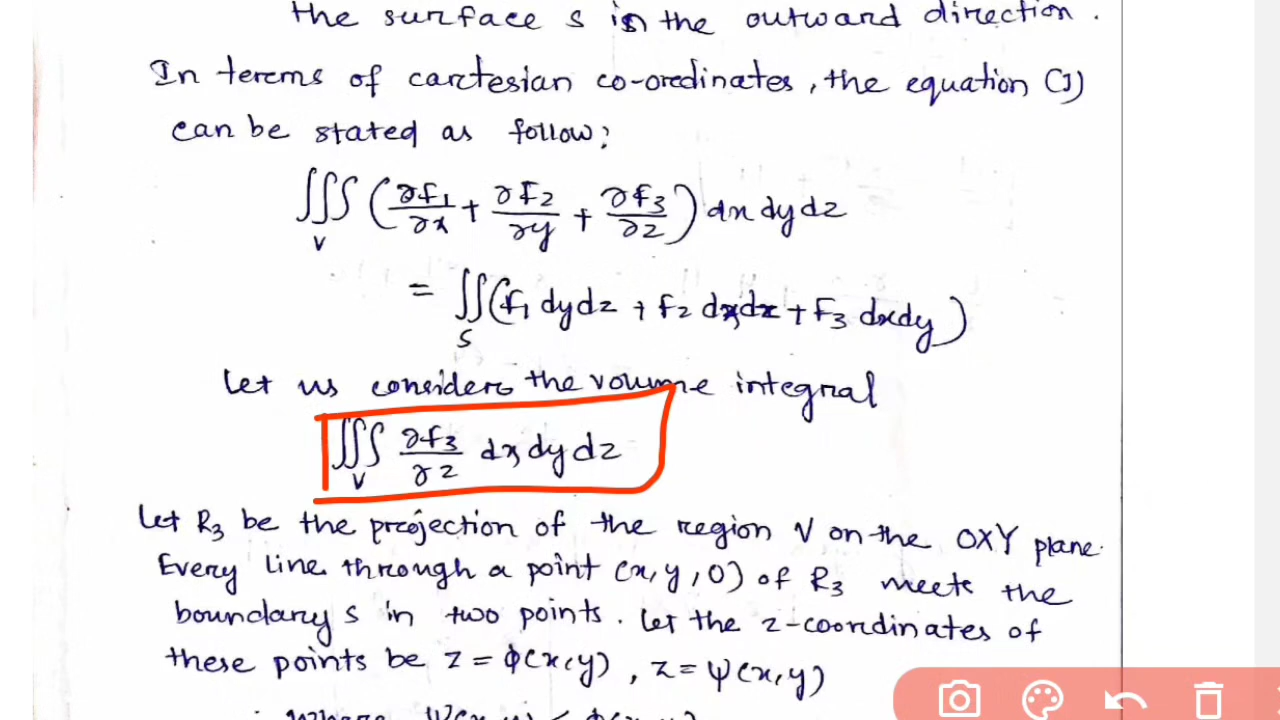 the surface s is the outward direction.
In terms of cartesian co-ordinates, the equation (1)
can be stated as follow:
∭_V (∂f₁/∂x + ∂F₂/∂y + ∂f₃/∂z) dx dy dz
= ∬_S (f₁ dydz + f₂ dzdx + F₃ dxdy)
Let us consider the voume integral
∭_V ∂f₃/∂z dx dy dz
Let R₃ be the projection of the region V on the OXY plane.
Every line through a point (x, y, 0) of R₃ meet the
boundary s in two points. Let the z-coordinates of
these points be z = ϕ(x,y), z = ψ(x,y)